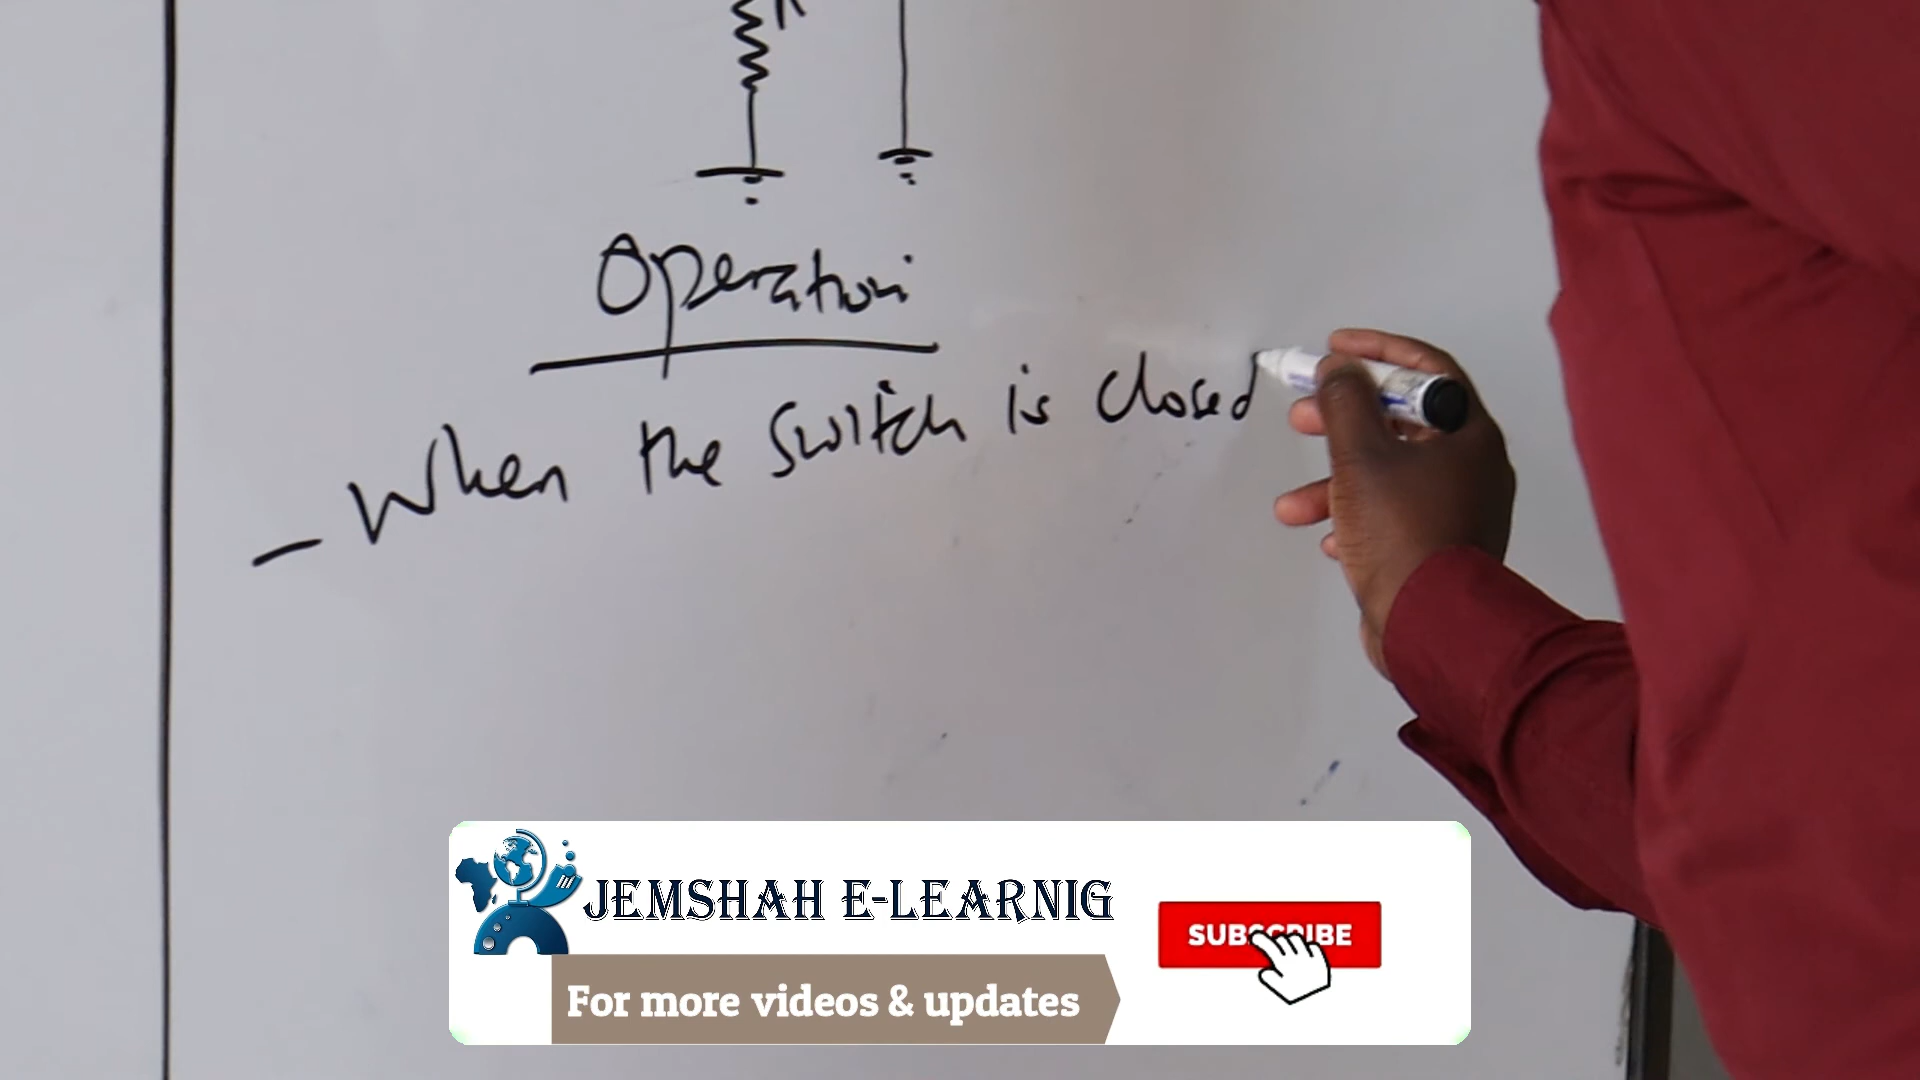 R
Operation
- When the switch is closed
JEMSHAH E-LEARNIG
SUBSCRIBE
For more videos & updates